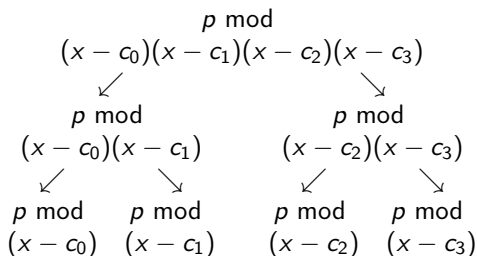 p mod
(x − c₀)(x − c₁)(x − c₂)(x − c₃)
p mod p mod
(x − c₀)(x − c₁) (x − c₂)(x − c₃)
p mod p mod p mod p mod
(x − c₀) (x − c₁) (x − c₂) (x − c₃)